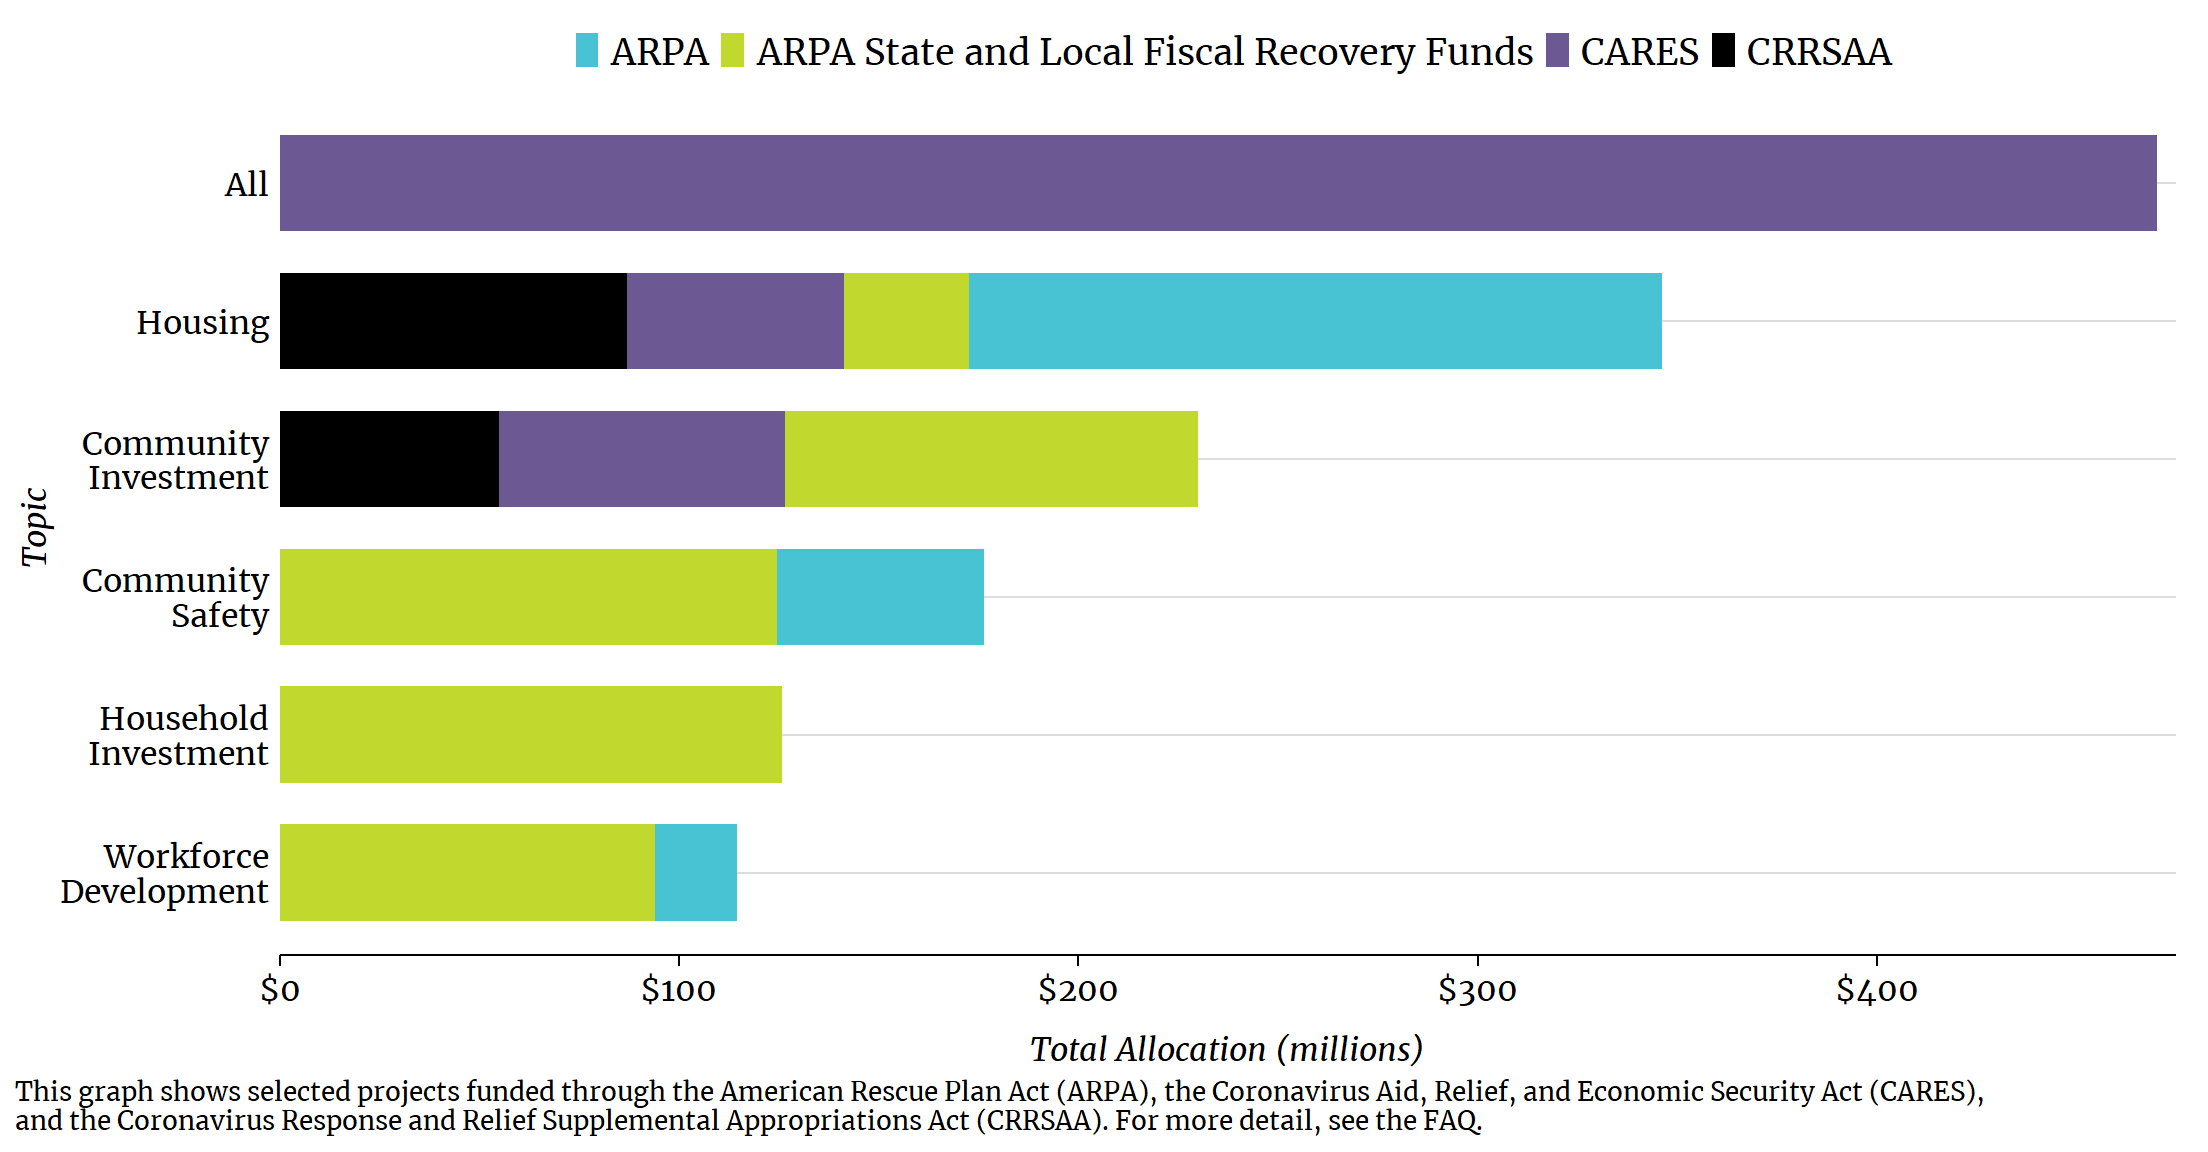 ARPA ARPA State and Local Fiscal Recovery Funds CARES CRRSAA
All
Housing
Community
Investment
Community
Safety
Household
Investment
Workforce
Development
Topic
$0 $100 $200 $300 $400
Total Allocation (millions)
This graph shows selected projects funded through the American Rescue Plan Act (ARPA), the Coronavirus Aid, Relief, and Economic Security Act (CARES),
and the Coronavirus Response and Relief Supplemental Appropriations Act (CRRSAA). For more detail, see the FAQ.